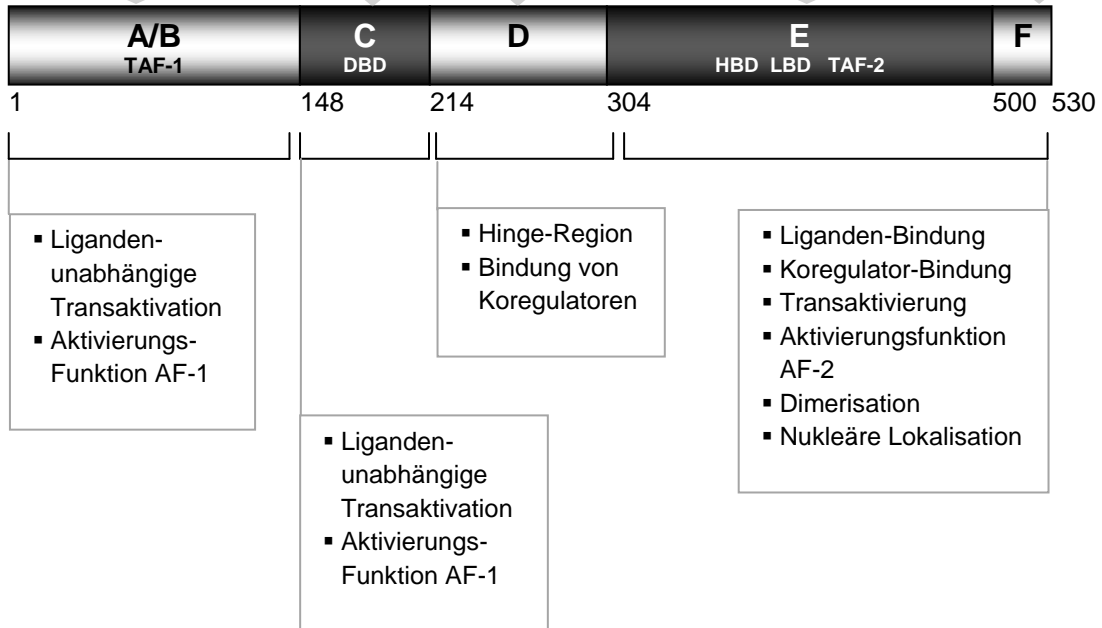 A/B C D E F
TAF-1 DBD HBD LBD TAF-2
1 148 214 304 500 530
▪ Liganden-
unabhängige
Transaktivation
▪ Aktivierungs-
Funktion AF-1
▪ Hinge-Region
▪ Bindung von
Koregulatoren
▪ Liganden-Bindung
▪ Koregulator-Bindung
▪ Transaktivierung
▪ Aktivierungsfunktion
AF-2
▪ Dimerisation
▪ Nukleäre Lokalisation
▪ Liganden-
unabhängige
Transaktivation
▪ Aktivierungs-
Funktion AF-1